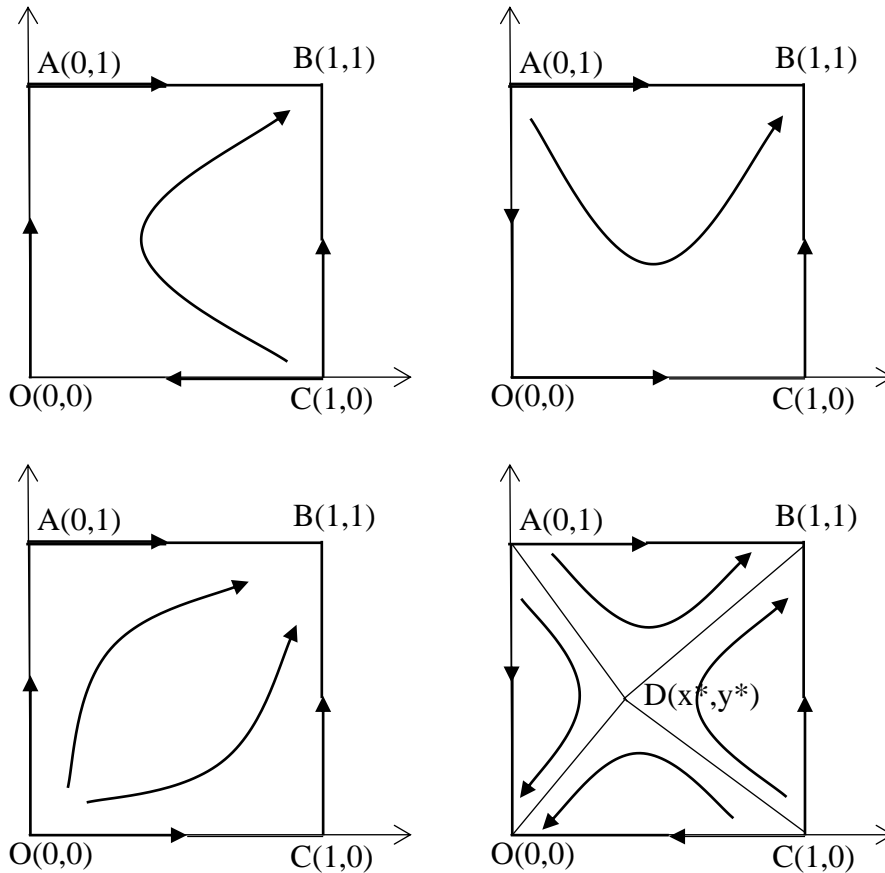 A(0,1) B(1,1) A(0,1) B(1,1)
O(0,0) C(1,0) O(0,0) C(1,0)
A(0,1) B(1,1) A(0,1) B(1,1)
D(x*,y*)
O(0,0) C(1,0) O(0,0) C(1,0)